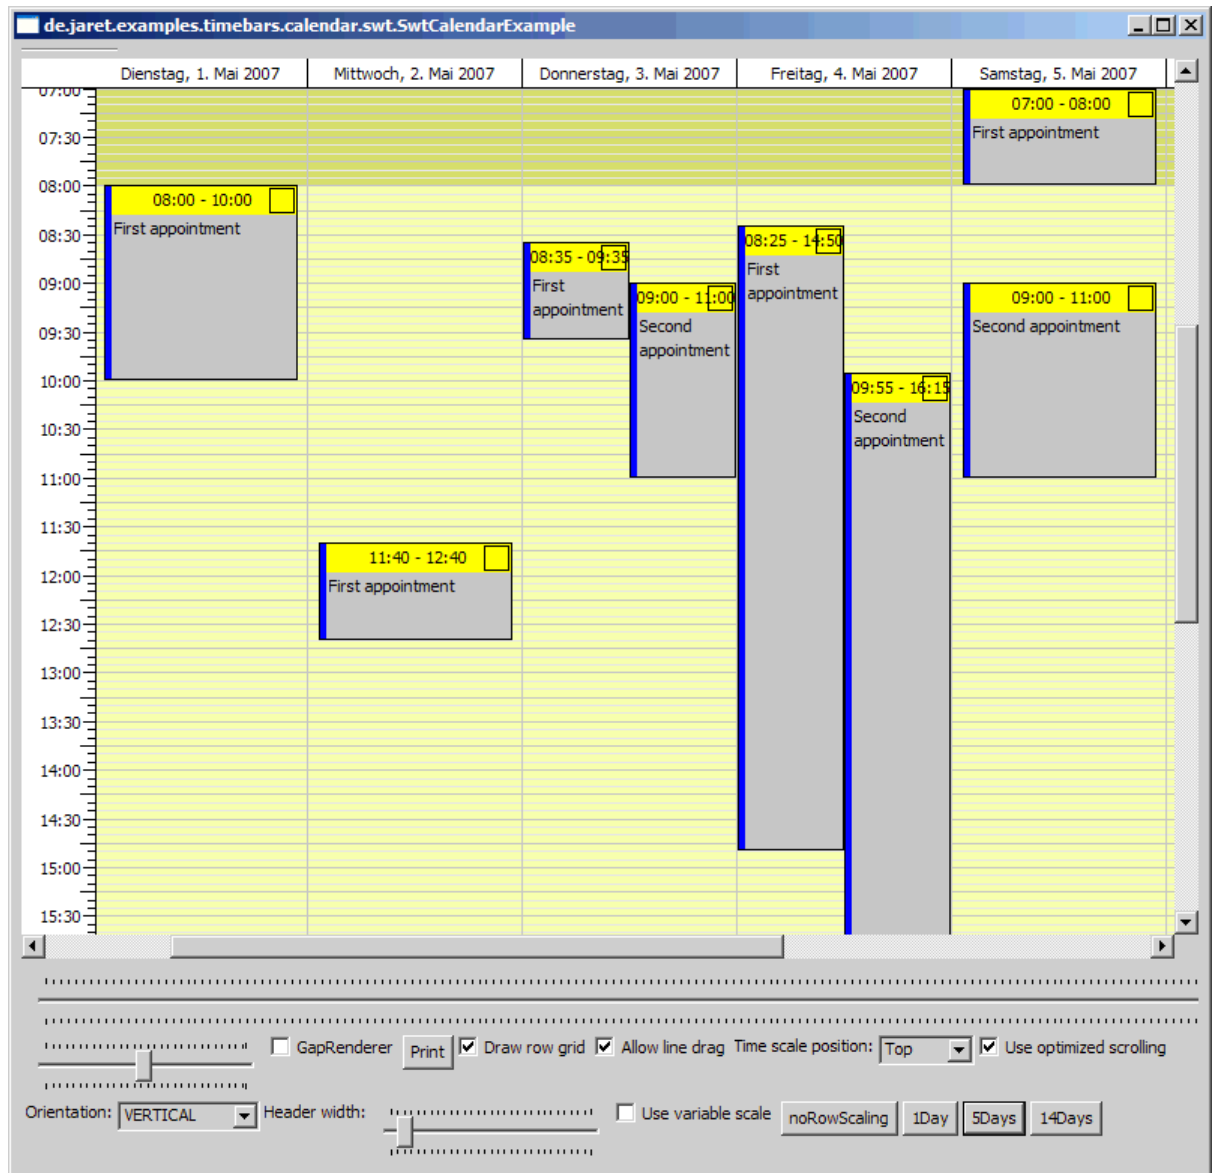 de.jaret.examples.timebars.calendar.swt.SwtCalendarExample
Dienstag, 1. Mai 2007 Mittwoch, 2. Mai 2007 Donnerstag, 3. Mai 2007 Freitag, 4. Mai 2007 Samstag, 5. Mai 2007
07:00
07:00 - 08:00
07:30 First appointment
08:00
08:00 - 10:00
First appointment
08:30 08:25 - 14:50
08:35 - 09:35 First
09:00 First appointment 09:00 - 11:00
appointment 09:00 - 11:00
09:30 Second Second appointment
appointment
10:00 09:55 - 16:15
Second
10:30 appointment
11:00
11:30
11:40 - 12:40
12:00 First appointment
12:30
13:00
13:30
14:00
14:30
15:00
15:30
GapRenderer Print Draw row grid Allow line drag Time scale position: Top Use optimized scrolling
Orientation: VERTICAL Header width: Use variable scale noRowScaling 1Day 5Days 14Days